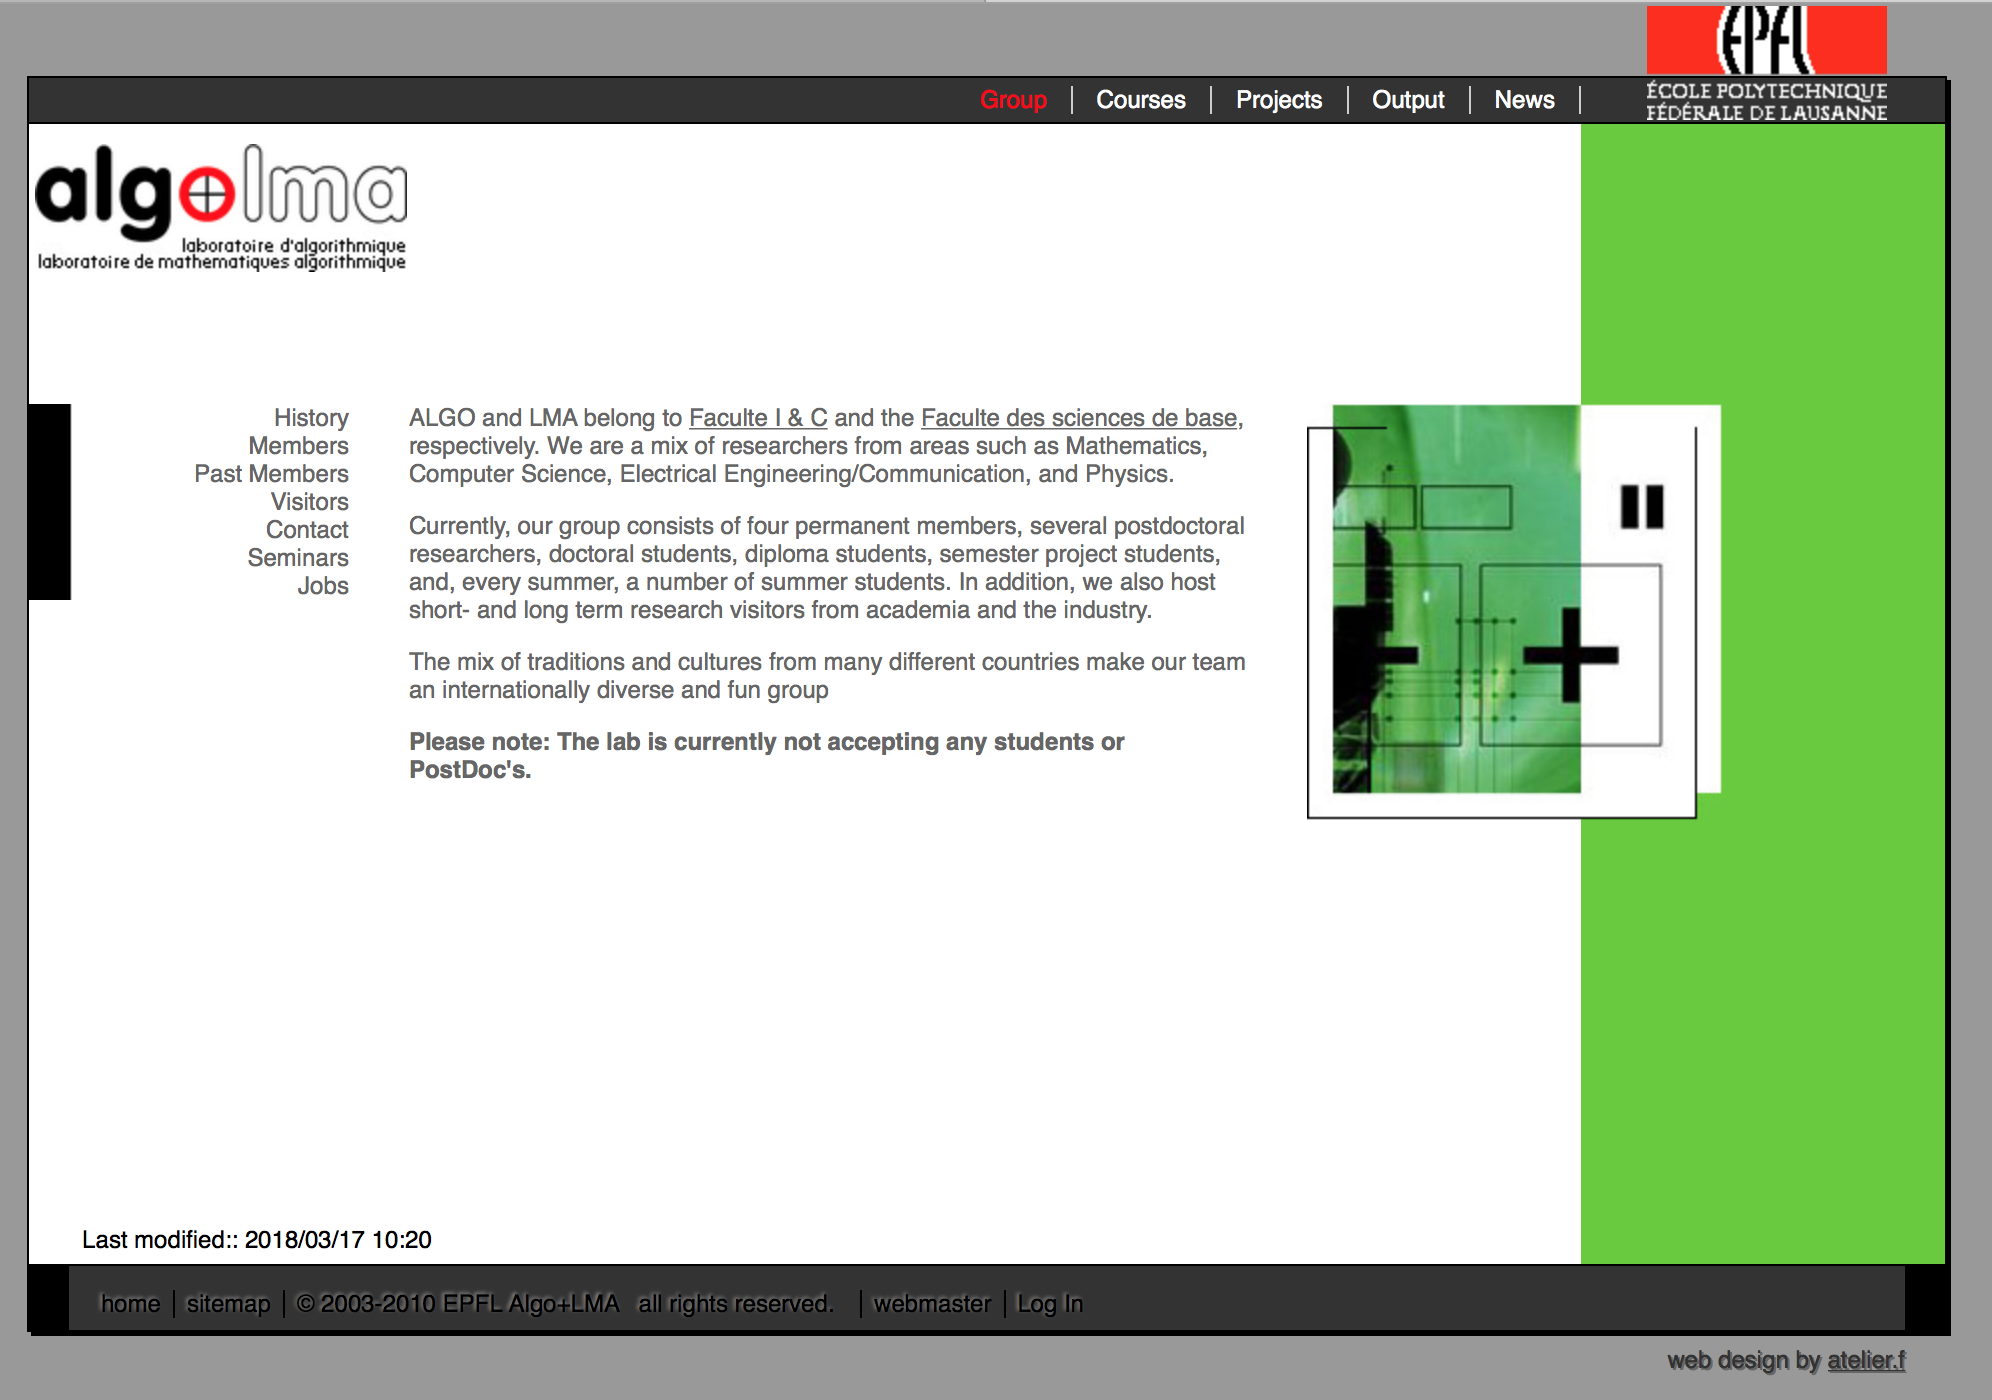 EPFL
ÉCOLE POLYTECHNIQUE
FÉDÉRALE DE LAUSANNE
Group | Courses | Projects | Output | News |
algolma
laboratoire d'algorithmique
laboratoire de mathematiques algorithmique
History
Members
Past Members
Visitors
Contact
Seminars
Jobs
ALGO and LMA belong to Faculte I & C and the Faculte des sciences de base,
respectively. We are a mix of researchers from areas such as Mathematics,
Computer Science, Electrical Engineering/Communication, and Physics.
Currently, our group consists of four permanent members, several postdoctoral
researchers, doctoral students, diploma students, semester project students,
and, every summer, a number of summer students. In addition, we also host
short- and long term research visitors from academia and the industry.
The mix of traditions and cultures from many different countries make our team
an internationally diverse and fun group
Please note: The lab is currently not accepting any students or
PostDoc's.
Last modified:: 2018/03/17 10:20
home | sitemap | © 2003-2010 EPFL Algo+LMA all rights reserved. | webmaster | Log In
web design by atelier.f